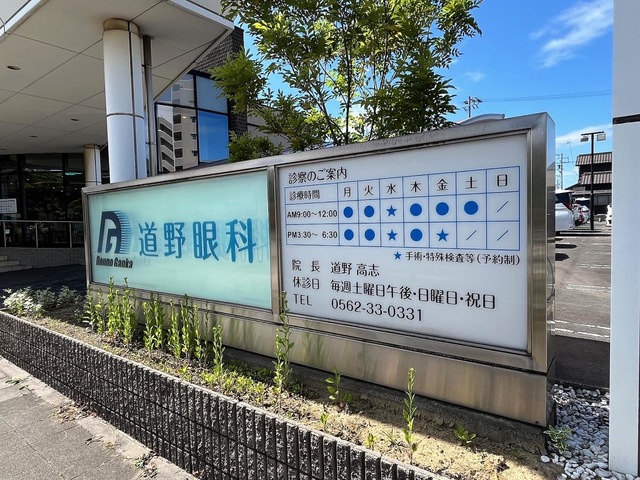 道野眼科
Douno Ganka
診察のご案内
診療時間 月 火 水 木 金 土 日
AM9:00〜12:00 ● ● ★ ● ● ● ／
PM3:30〜 6:30 ● ● ★ ● ★ ／ ／
★手術・特殊検査等(予約制)
院 長 道野 高志
休診日 毎週土曜日午後・日曜日・祝日
TEL 0562-33-0331